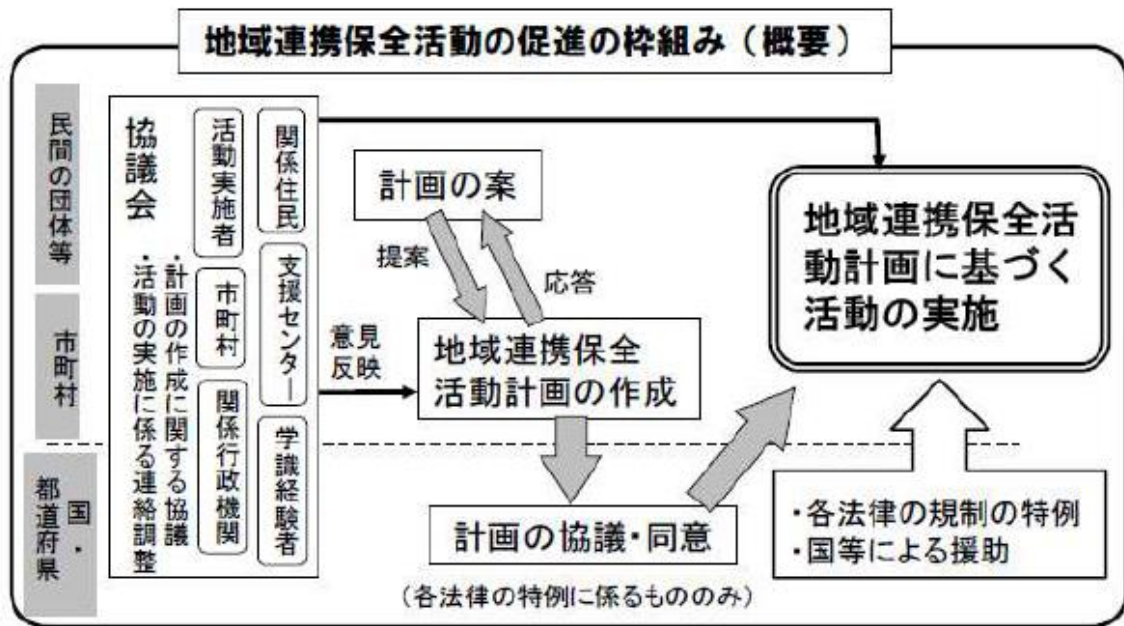 地域連携保全活動の促進の枠組み（概要）
民間の団体等
市町村
国・
都道府県
協議会
・計画の作成に関する協議
・活動の実施に係る連絡調整
活動実施者
市町村
関係行政機関
関係住民
支援センター
学識経験者
計画の案
提案
応答
意見
反映
地域連携保全
活動計画の作成
計画の協議・同意
（各法律の特例に係るもののみ）
地域連携保全活
動計画に基づく
活動の実施
・各法律の規制の特例
・国等による援助